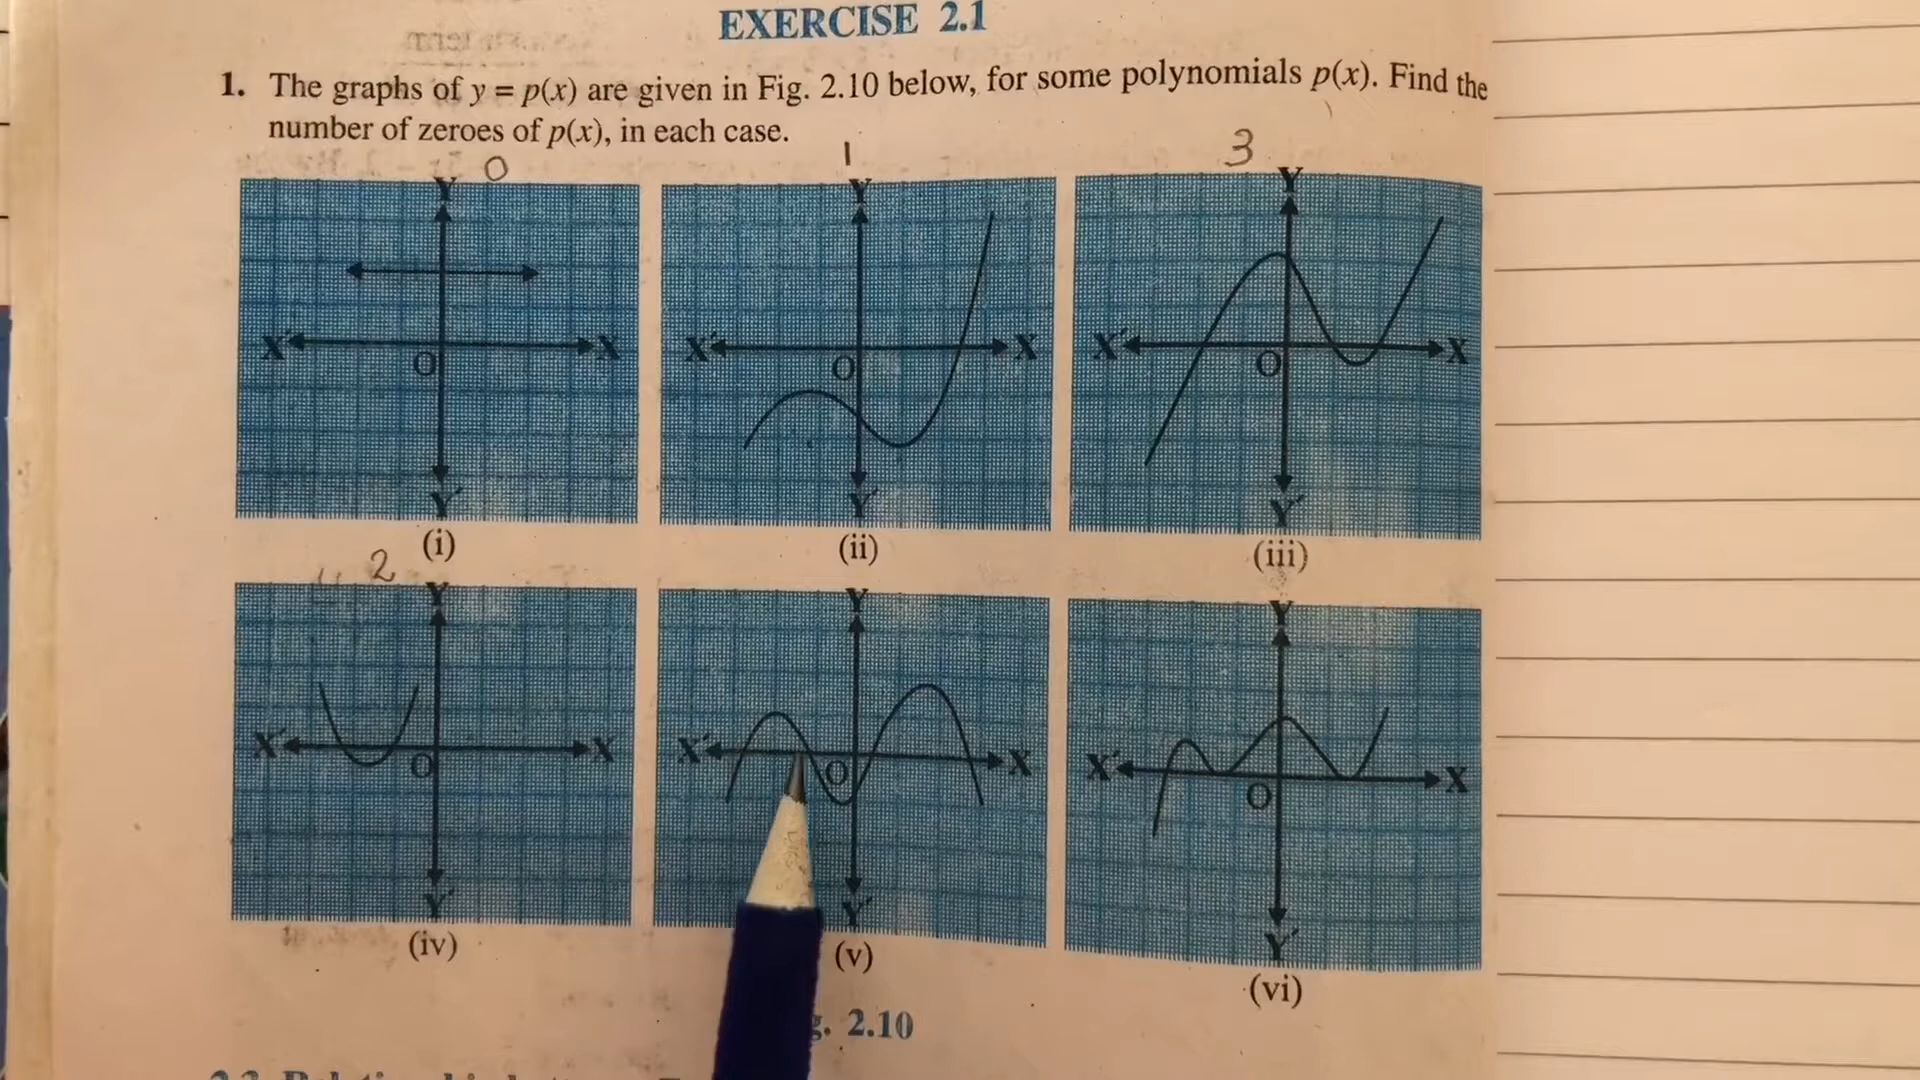 EXERCISE 2.1
1. The graphs of y = p(x) are given in Fig. 2.10 below, for some polynomials p(x). Find the
number of zeroes of p(x), in each case.
0 1 3
Y Y Y
X' O X X' O X X' O X
Y' Y' Y'
(i) (ii) (iii)
2
Y Y Y
X' O X X' O X X' O X
Y' Y' Y'
(iv) (v) (vi)
2.10